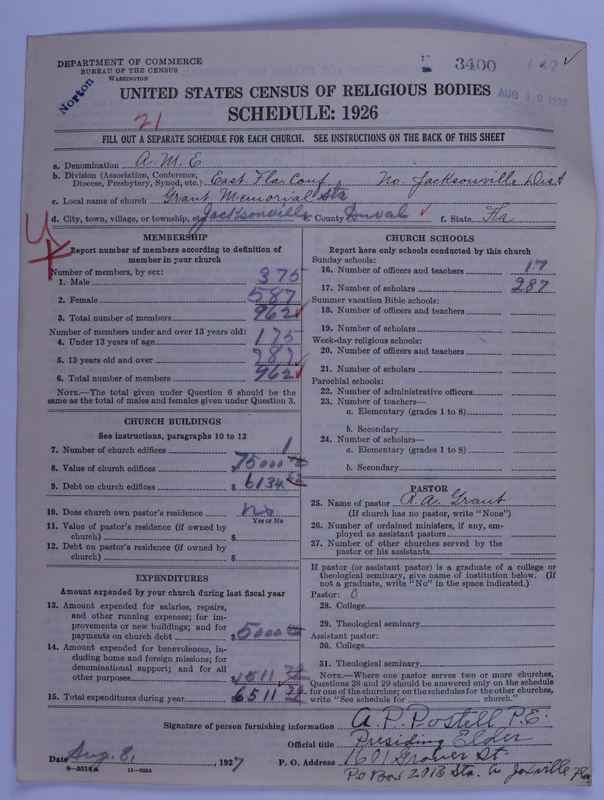 DEPARTMENT OF COMMERCE
BUREAU OF THE CENSUS
WASHINGTON
Norton
3400
AUG 12 1927
UNITED STATES CENSUS OF RELIGIOUS BODIES
SCHEDULE: 1926
21
FILL OUT A SEPARATE SCHEDULE FOR EACH CHURCH. SEE INSTRUCTIONS ON THE BACK OF THIS SHEET
a. Denomination A.M.E
b. Division (Association, Conference, Diocese, Presbytery, Synod, etc.) East Fla. Conf No. Jacksonville Dist
c. Local name of church Grant Memorial Sta
d. City, town, village, or township, etc. Jacksonville e. County Duval f. State Fla
MEMBERSHIP
Report number of members according to definition of
member in your church
Number of members, by sex:
1. Male 375
2. Female 587
3. Total number of members 962
Number of members under and over 13 years old:
4. Under 13 years of age 175
5. 13 years old and over 787
6. Total number of members 962
NOTE.—The total given under Question 6 should be
same as the total of males and females given under Question 3.
CHURCH BUILDINGS
See instructions, paragraphs 10 to 12
7. Number of church edifices 1
8. Value of church edifices $ 75000
9. Debt on church edifices $ 6134
10. Does church own pastor's residence No
Yes or No
11. Value of pastor's residence (if owned by
church) $
12. Debt on pastor's residence (if owned by
church) $
EXPENDITURES
Amount expended by your church during last fiscal year
13. Amount expended for salaries, repairs,
and other running expenses; for im-
provements or new buildings; and for
payments on church debt $ 5000
14. Amount expended for benevolences, in-
cluding home and foreign missions; for
denominational support; and for all
other purposes $ 1511
15. Total expenditures during year $ 6511
CHURCH SCHOOLS
Report here only schools conducted by this church
Sunday schools:
16. Number of officers and teachers 17
17. Number of scholars 287
Summer vacation Bible schools:
18. Number of officers and teachers
19. Number of scholars
Week-day religious schools:
20. Number of officers and teachers
21. Number of scholars
Parochial schools:
22. Number of administrative officers
23. Number of teachers—
a. Elementary (grades 1 to 8)
b. Secondary
24. Number of scholars—
a. Elementary (grades 1 to 8)
b. Secondary
PASTOR
25. Name of pastor R.A. Grant
(If church has no pastor, write "None")
26. Number of ordained ministers, if any, em-
ployed as assistant pastors
27. Number of other churches served by the
pastor or his assistants
If pastor (or assistant pastor) is a graduate of a college or
theological seminary, give name of institution below. (If
not a graduate, write "No" in the space indicated.)
Pastor: 0
28. College
29. Theological seminary
Assistant pastor:
30. College
31. Theological seminary
NOTE.—Where one pastor serves two or more churches,
Questions 28 and 29 should be answered only on the schedule
for one of the churches; on the schedules for the other churches,
write "See schedule for church."
Signature of person furnishing information A. P. Postell P.E.
Official title Presiding Elder
Date Aug. 8, 1927 P. O. Address 1601 Grover St
PO Box 2013 Sta. Jaxville Fla
11—9054